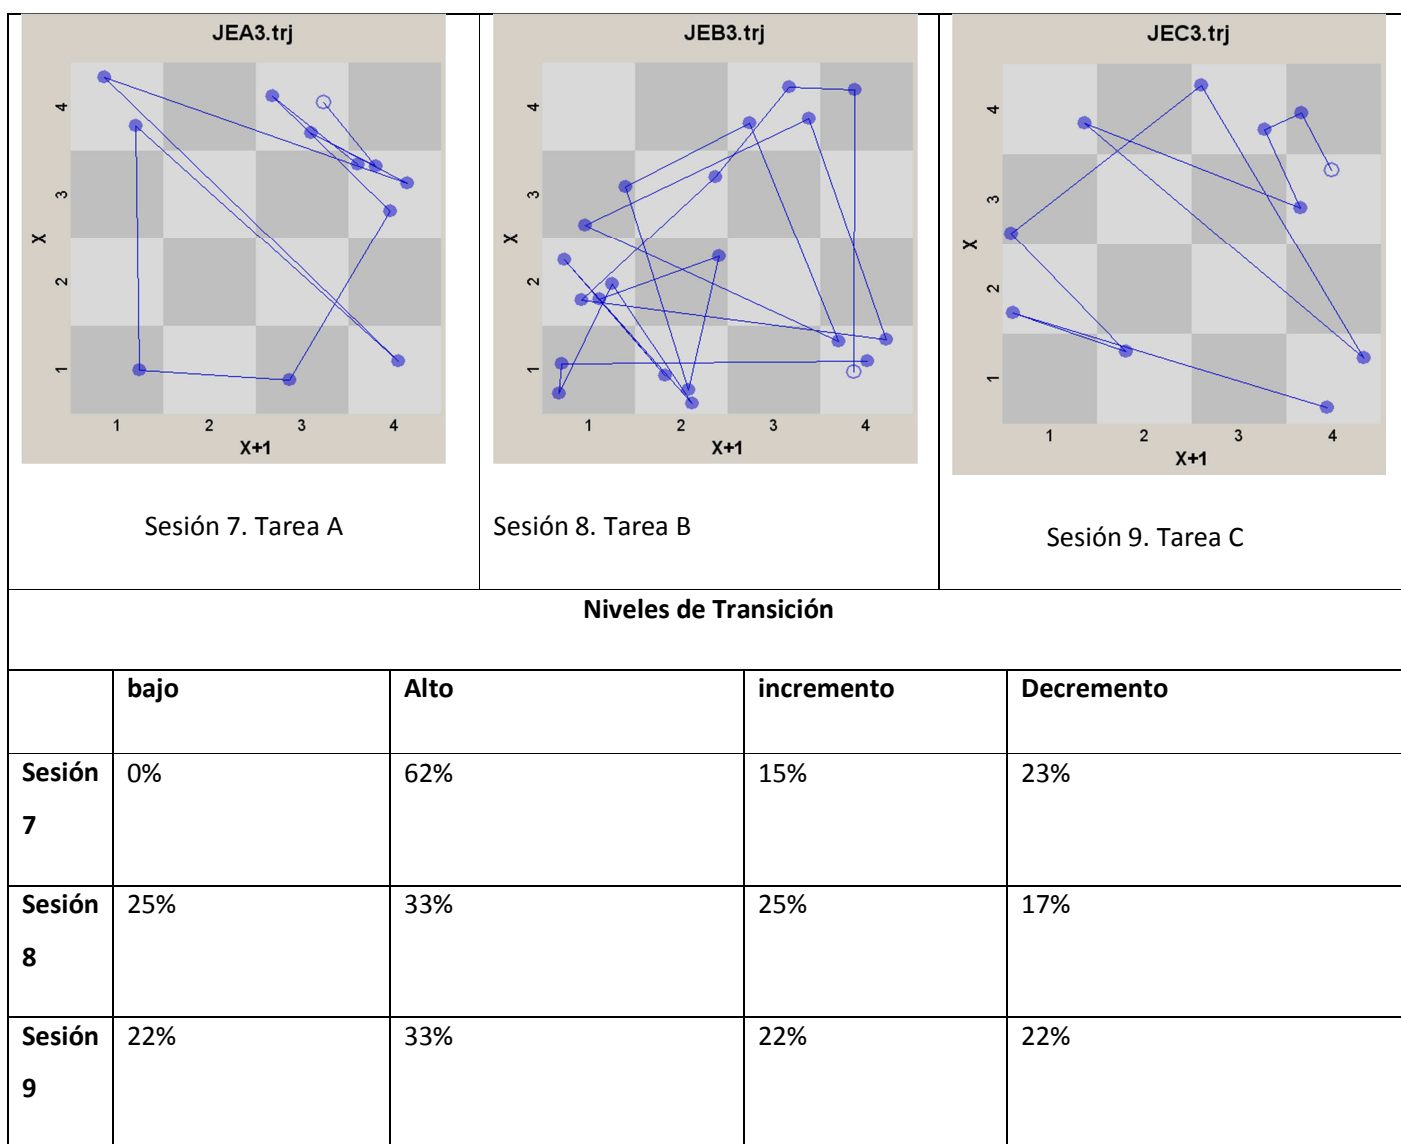 JEA3.trj
4
3
X
2
1
1 2 3 4
X+1
Sesión 7. Tarea A
JEB3.trj
4
3
X
2
1
1 2 3 4
X+1
Sesión 8. Tarea B
JEC3.trj
4
3
X
2
1
1 2 3 4
X+1
Sesión 9. Tarea C
Niveles de Transición
bajo Alto incremento Decremento
Sesión 0% 62% 15% 23%
7
Sesión 25% 33% 25% 17%
8
Sesión 22% 33% 22% 22%
9